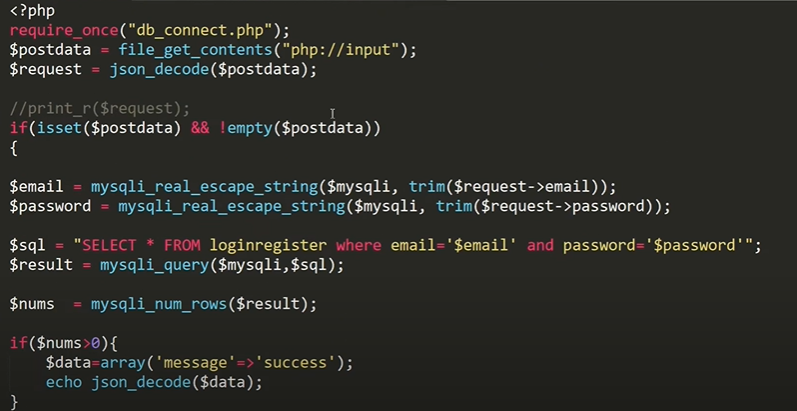 <?php
require_once("db_connect.php");
$postdata = file_get_contents("php://input");
$request = json_decode($postdata);
//print_r($request);
if(isset($postdata) && !empty($postdata))
{
$email = mysqli_real_escape_string($mysqli, trim($request->email));
$password = mysqli_real_escape_string($mysqli, trim($request->password));
$sql = "SELECT * FROM loginregister where email='$email' and password='$password'";
$result = mysqli_query($mysqli,$sql);
$nums  = mysqli_num_rows($result);
if($nums>0){
    $data=array('message'=>'success');
    echo json_decode($data);
}